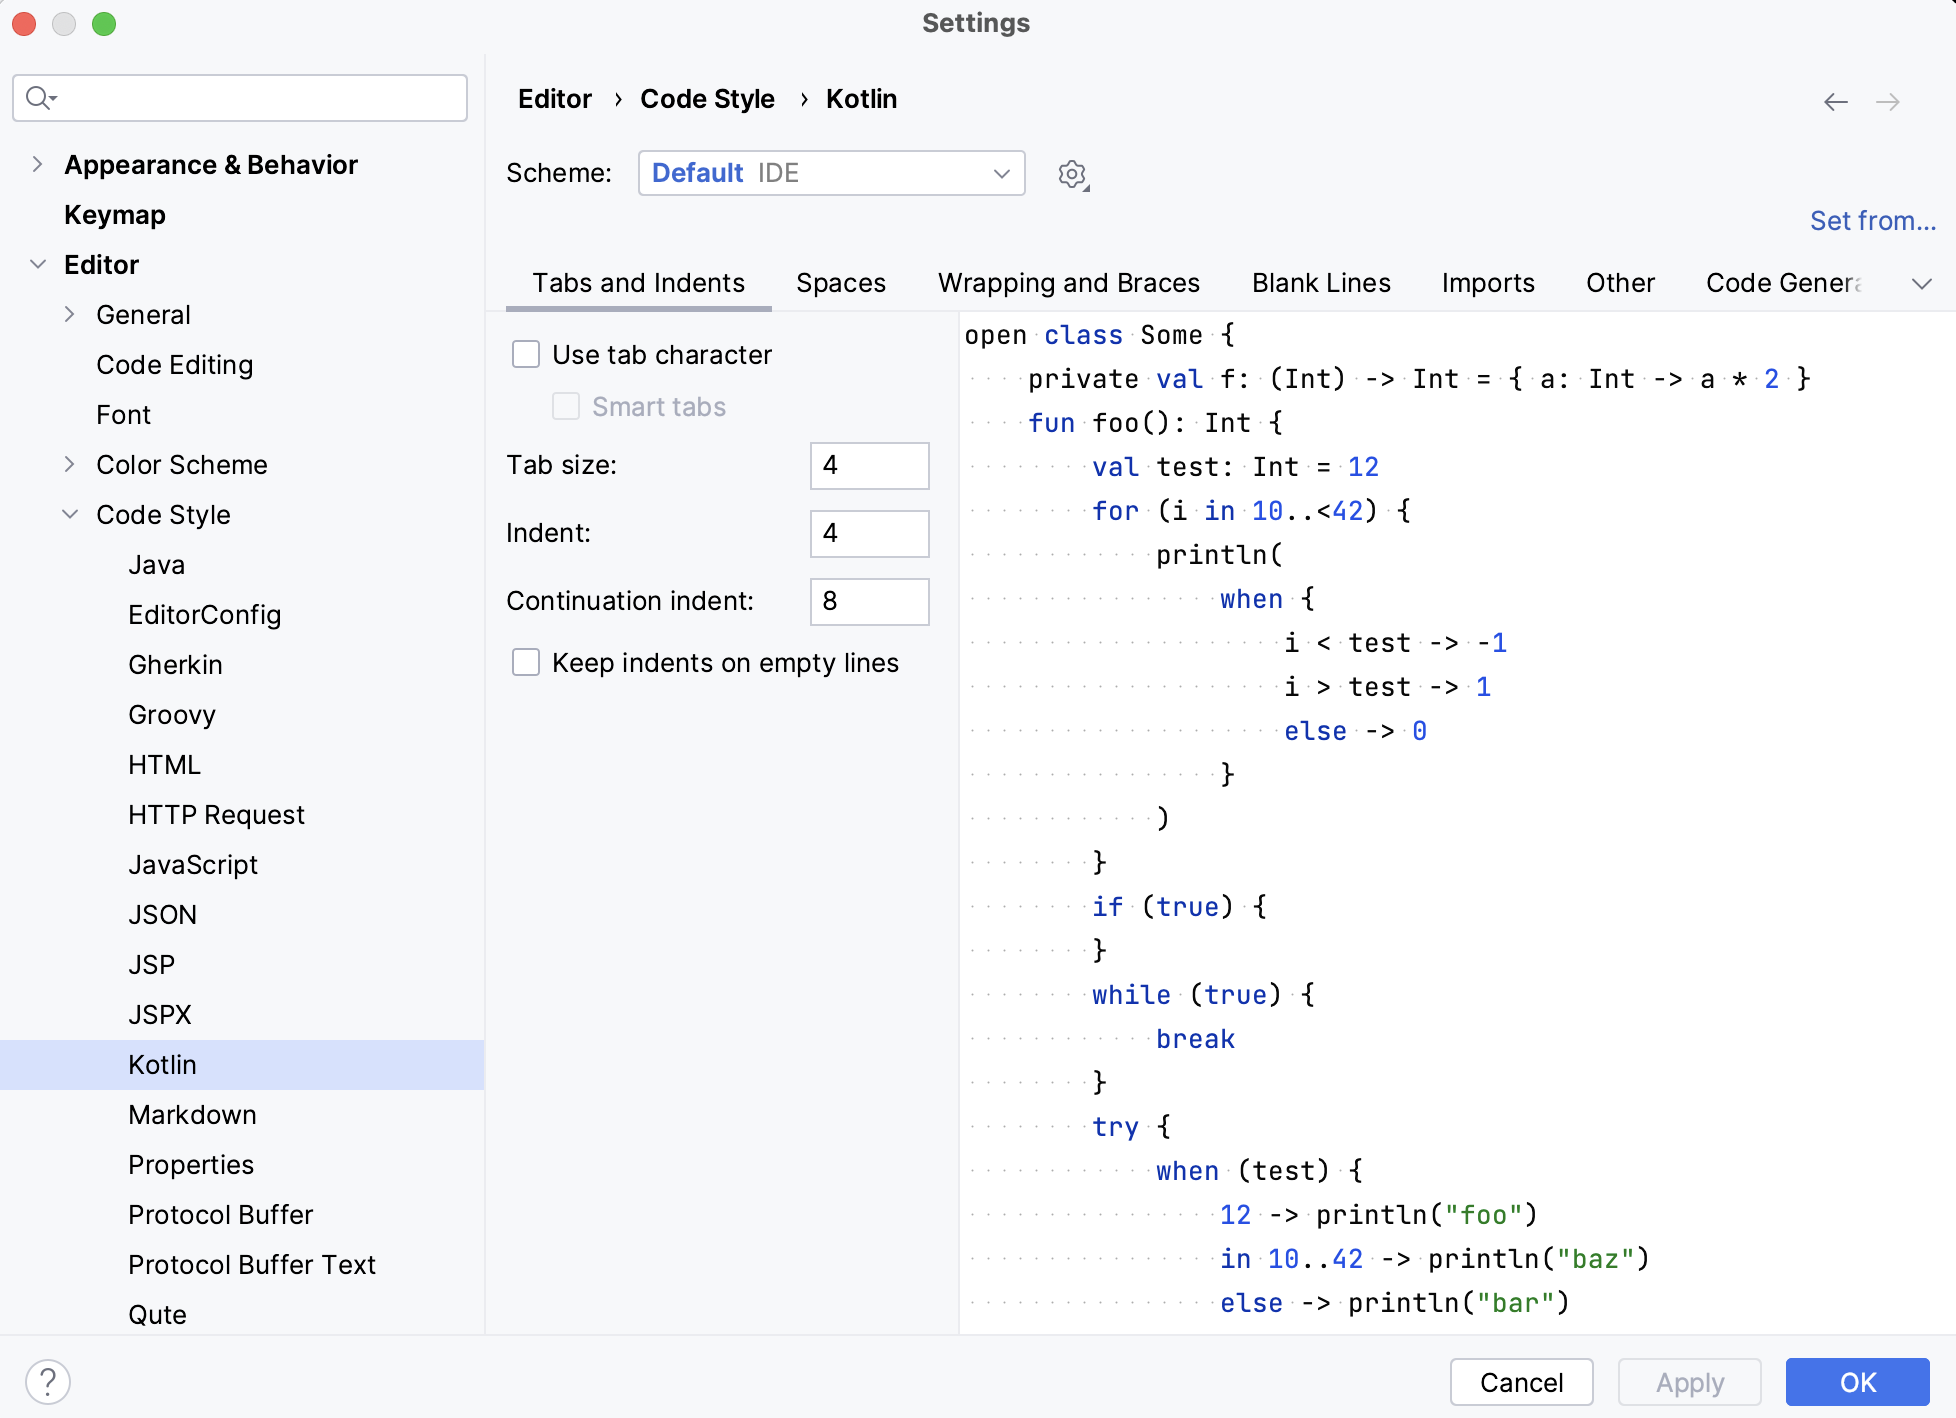 Settings
Appearance & Behavior
Keymap
Editor
General
Code Editing
Font
Color Scheme
Code Style
Java
EditorConfig
Gherkin
Groovy
HTML
HTTP Request
JavaScript
JSON
JSP
JSPX
Kotlin
Markdown
Properties
Protocol Buffer
Protocol Buffer Text
Qute
Editor › Code Style › Kotlin
Scheme: Default IDE
Set from...
Tabs and Indents Spaces Wrapping and Braces Blank Lines Imports Other Code Genera
Use tab character
Smart tabs
Tab size: 4
Indent: 4
Continuation indent: 8
Keep indents on empty lines
open class Some {
    private val f: (Int) -> Int = { a: Int -> a * 2 }
    fun foo(): Int {
        val test: Int = 12
        for (i in 10..<42) {
            println(
                when {
                    i < test -> -1
                    i > test -> 1
                    else -> 0
                }
            )
        }
        if (true) {
        }
        while (true) {
            break
        }
        try {
            when (test) {
                12 -> println("foo")
                in 10..42 -> println("baz")
                else -> println("bar")
?
Cancel Apply OK